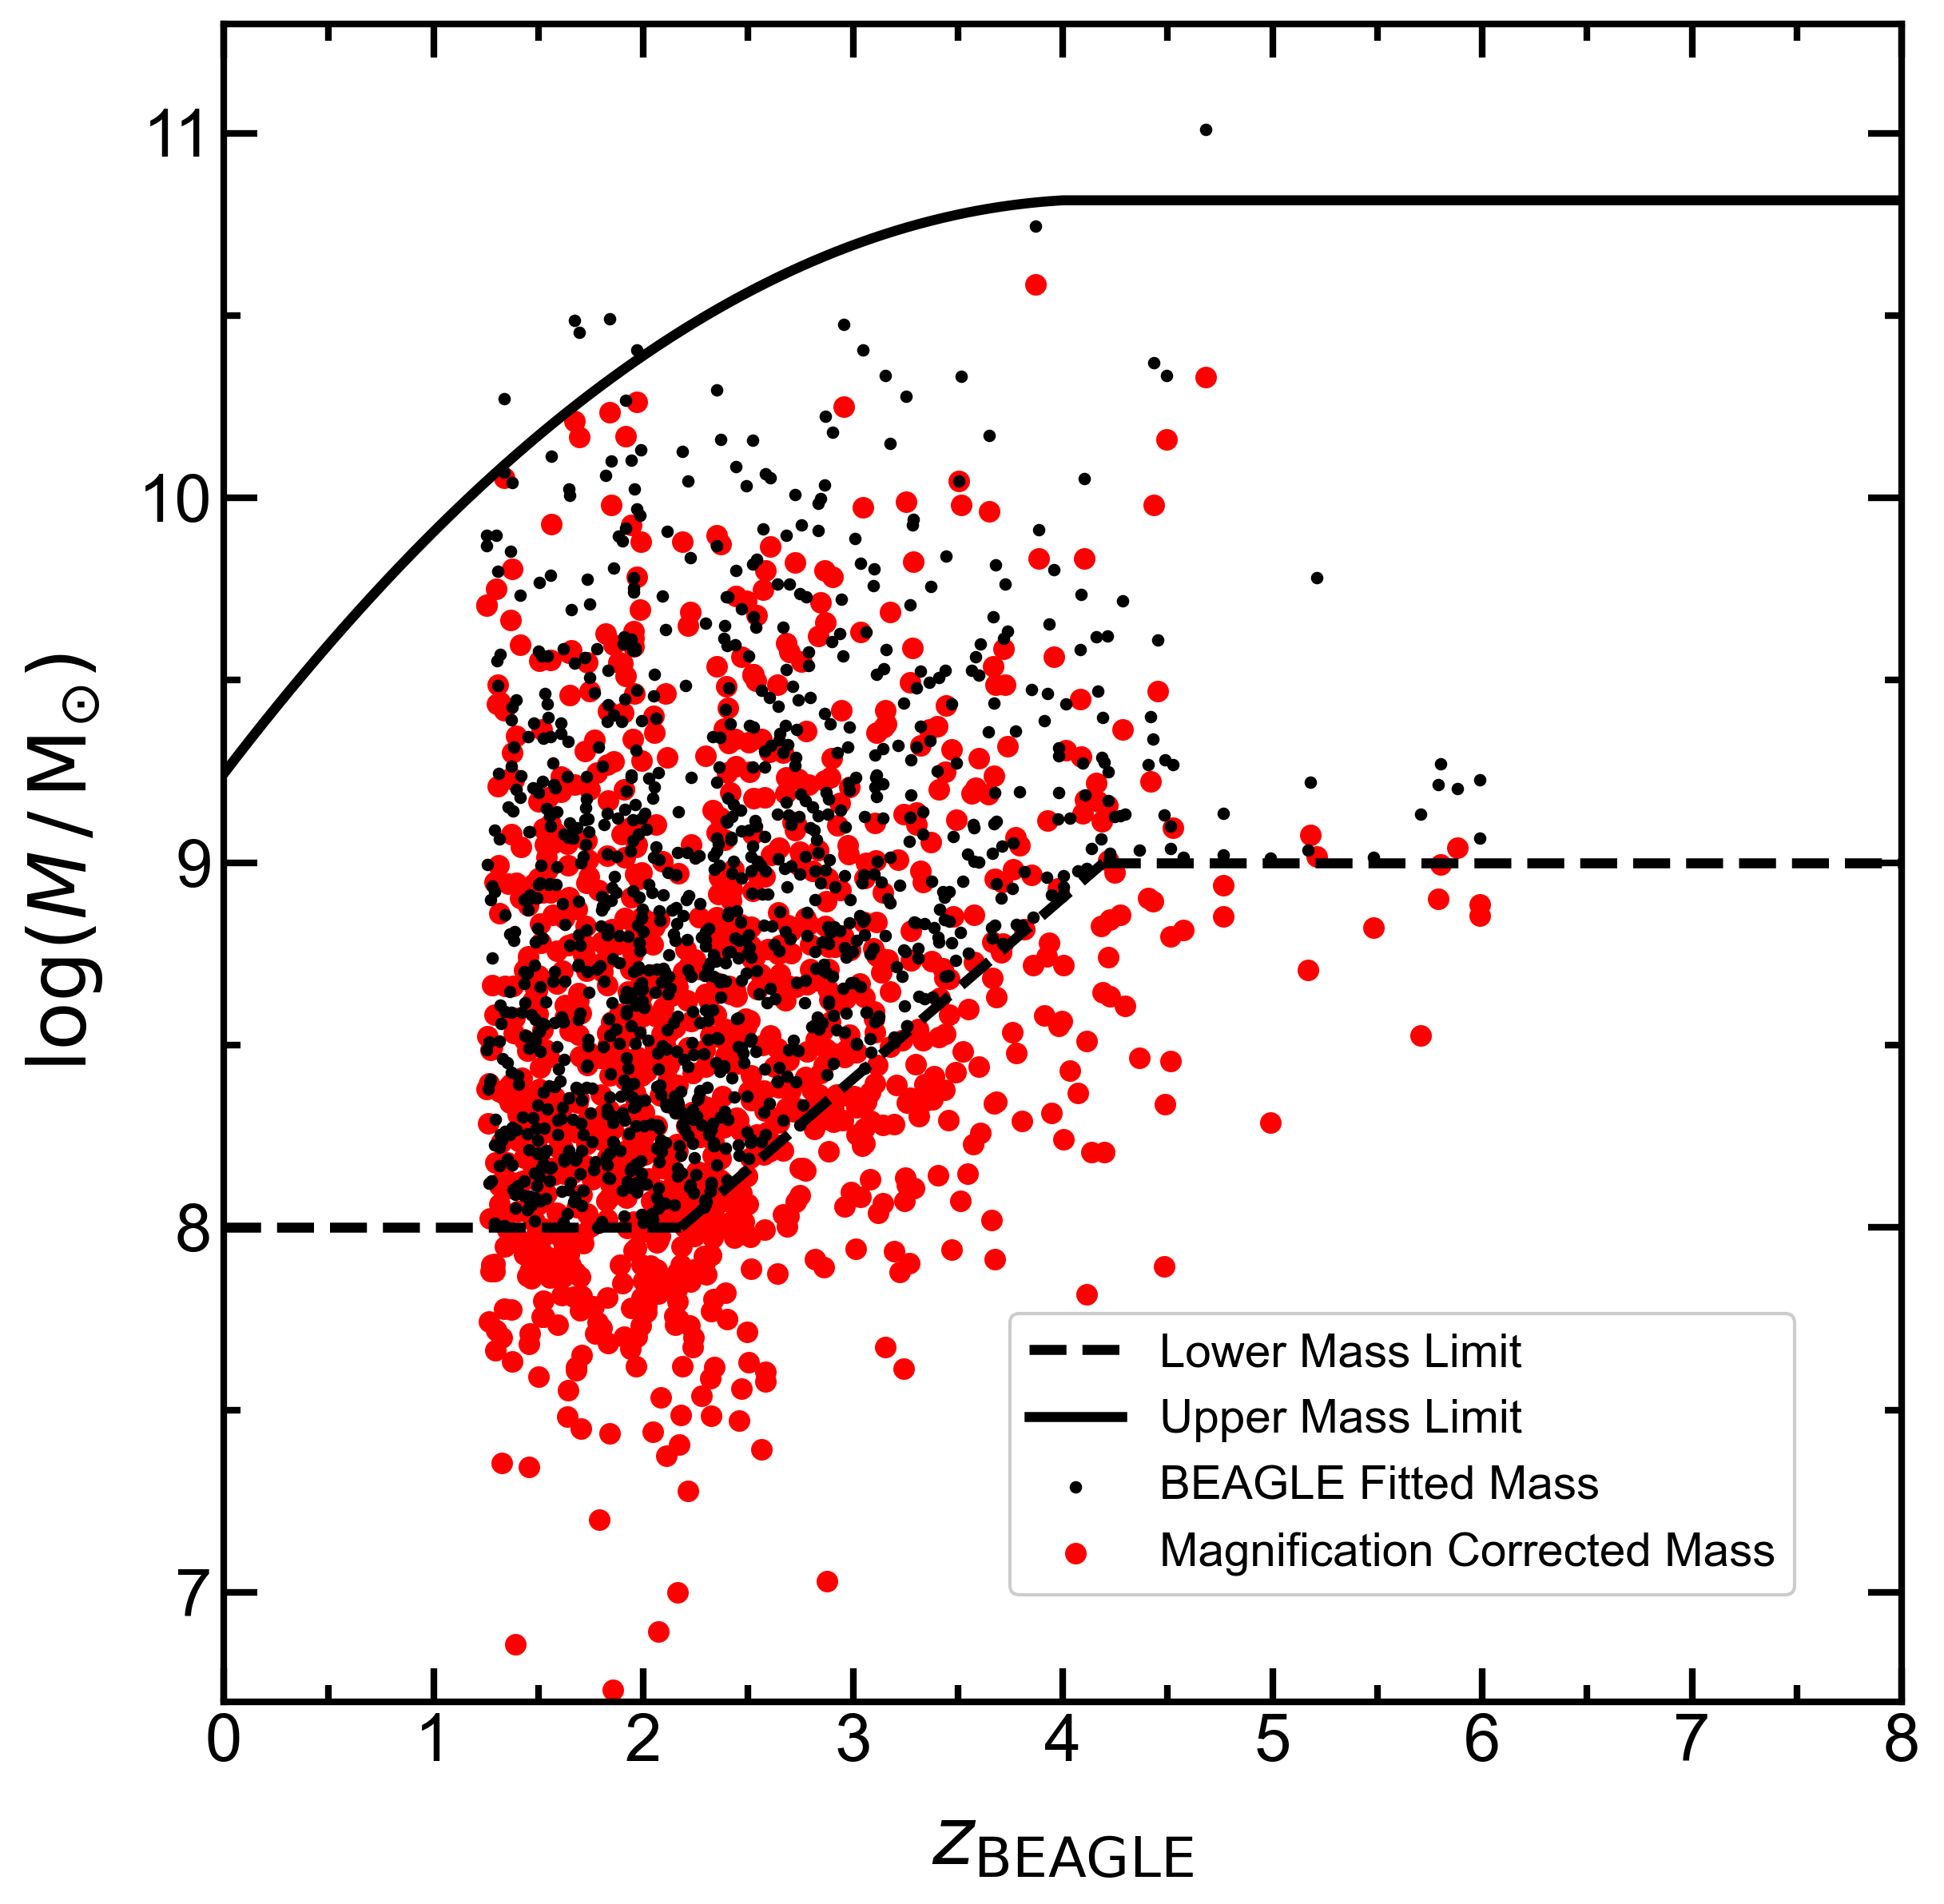 log(M / M⊙)
11
10
9
8
7
0 1 2 3 4 5 6 7 8
zBEAGLE
Lower Mass Limit
Upper Mass Limit
BEAGLE Fitted Mass
Magnification Corrected Mass